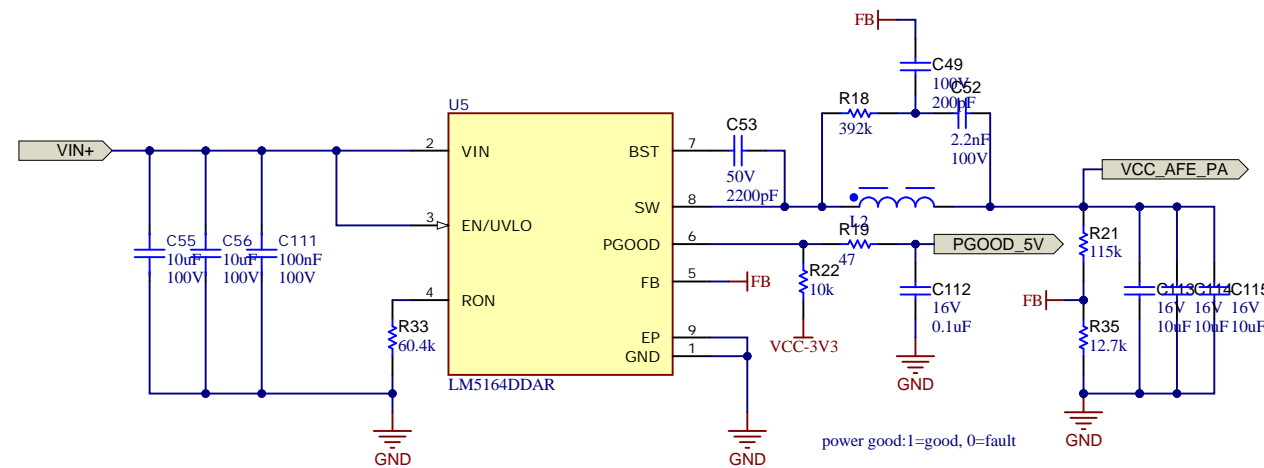 FB
C49
100V
200pF
C52
2.2nF
100V
R18
392k
U5
C53
50V
2200pF
VIN+
2
VIN
BST
7
VCC_AFE_PA
SW
8
L2
3
EN/UVLO
PGOOD
6
R19
47
PGOOD_5V
C55
10uF
100V
C56
10uF
100V
C111
100nF
100V
R22
10k
VCC-3V3
FB
5
FB
C112
16V
0.1uF
GND
R21
115k
FB
R35
12.7k
C113
16V
10uF
C114
16V
10uF
C115
16V
10uF
4
RON
R33
60.4k
EP
9
GND
1
LM5164DDAR
GND
GND
GND
power good:1=good, 0=fault